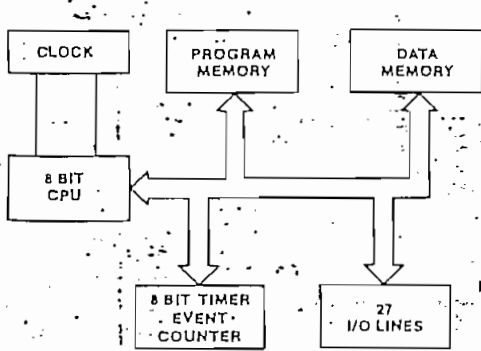 CLOCK
PROGRAM
MEMORY
DATA
MEMORY
8 BIT
CPU
8 BIT TIMER
EVENT
COUNTER
27
I/O LINES